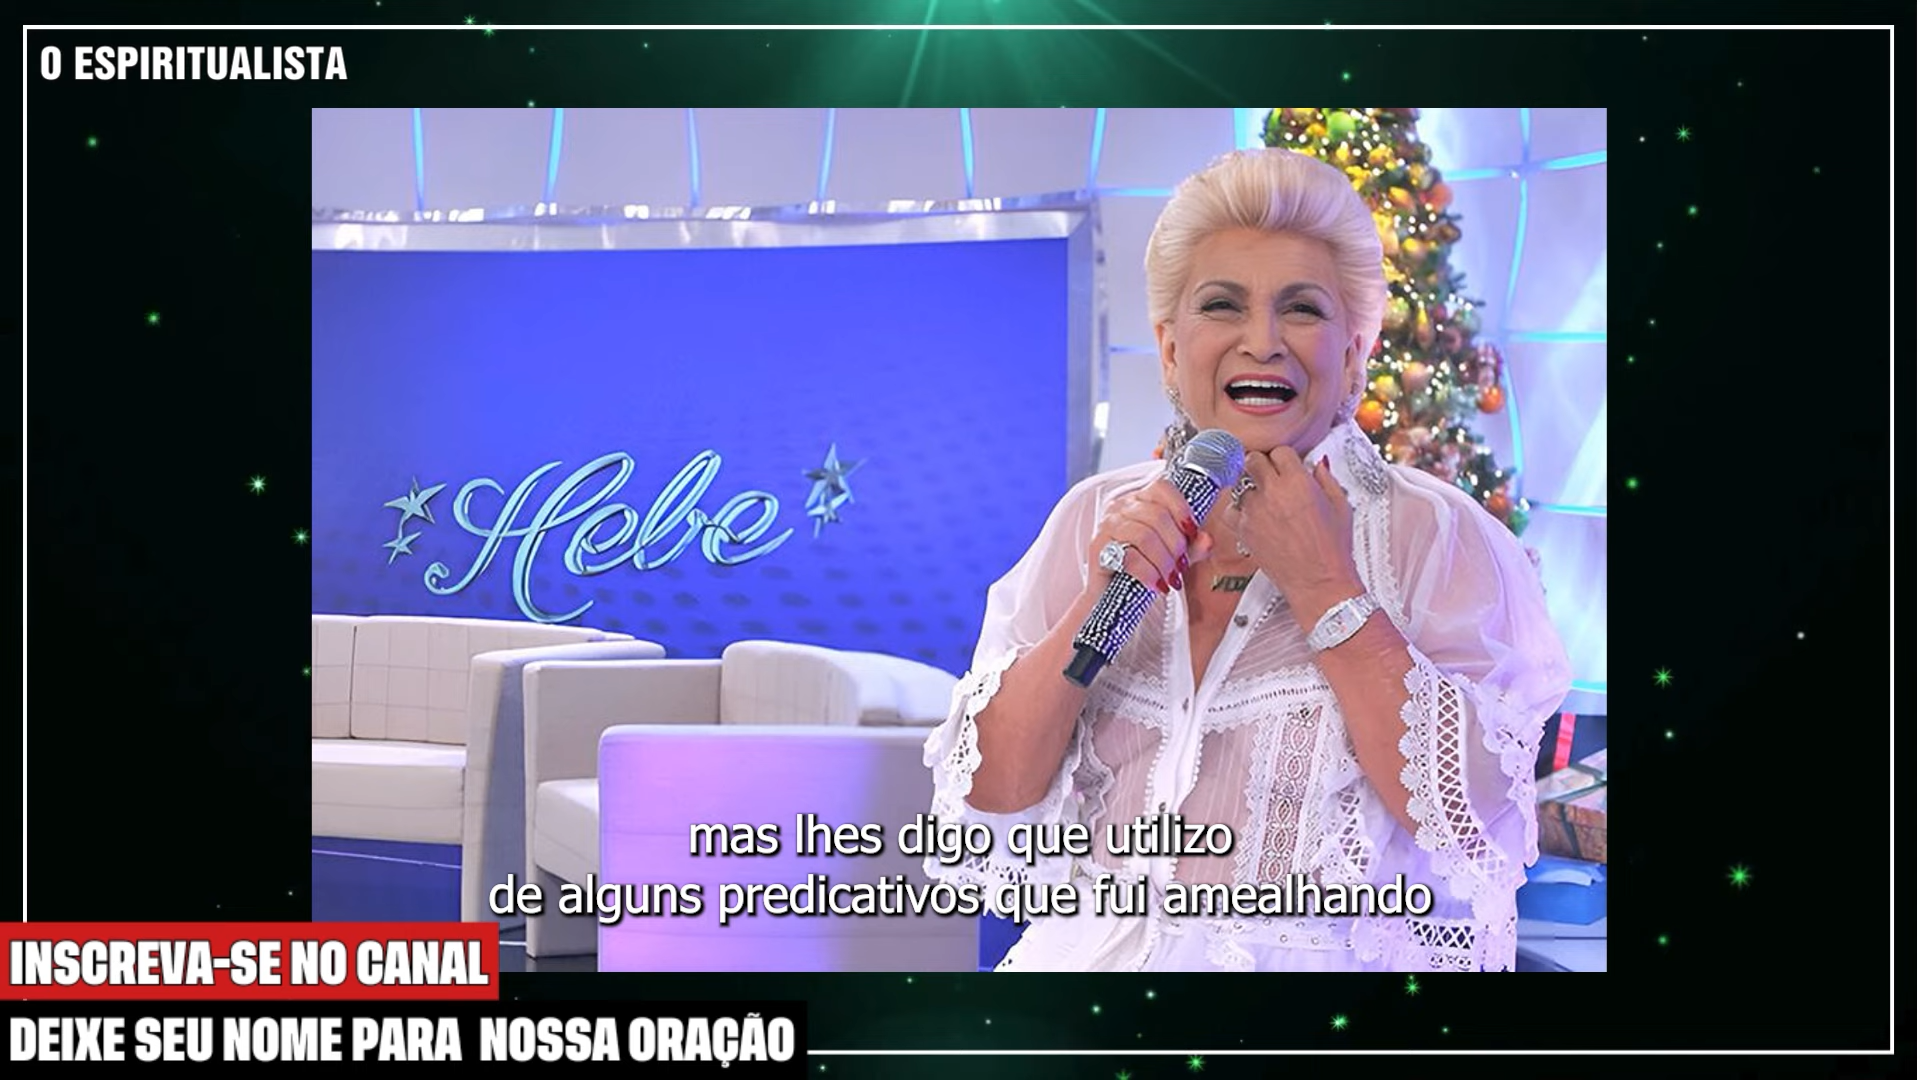 O ESPIRITUALISTA
Hebe
mas lhes digo que utilizo
de alguns predicativos que fui amealhando
INSCREVA-SE NO CANAL
DEIXE SEU NOME PARA NOSSA ORAÇÃO